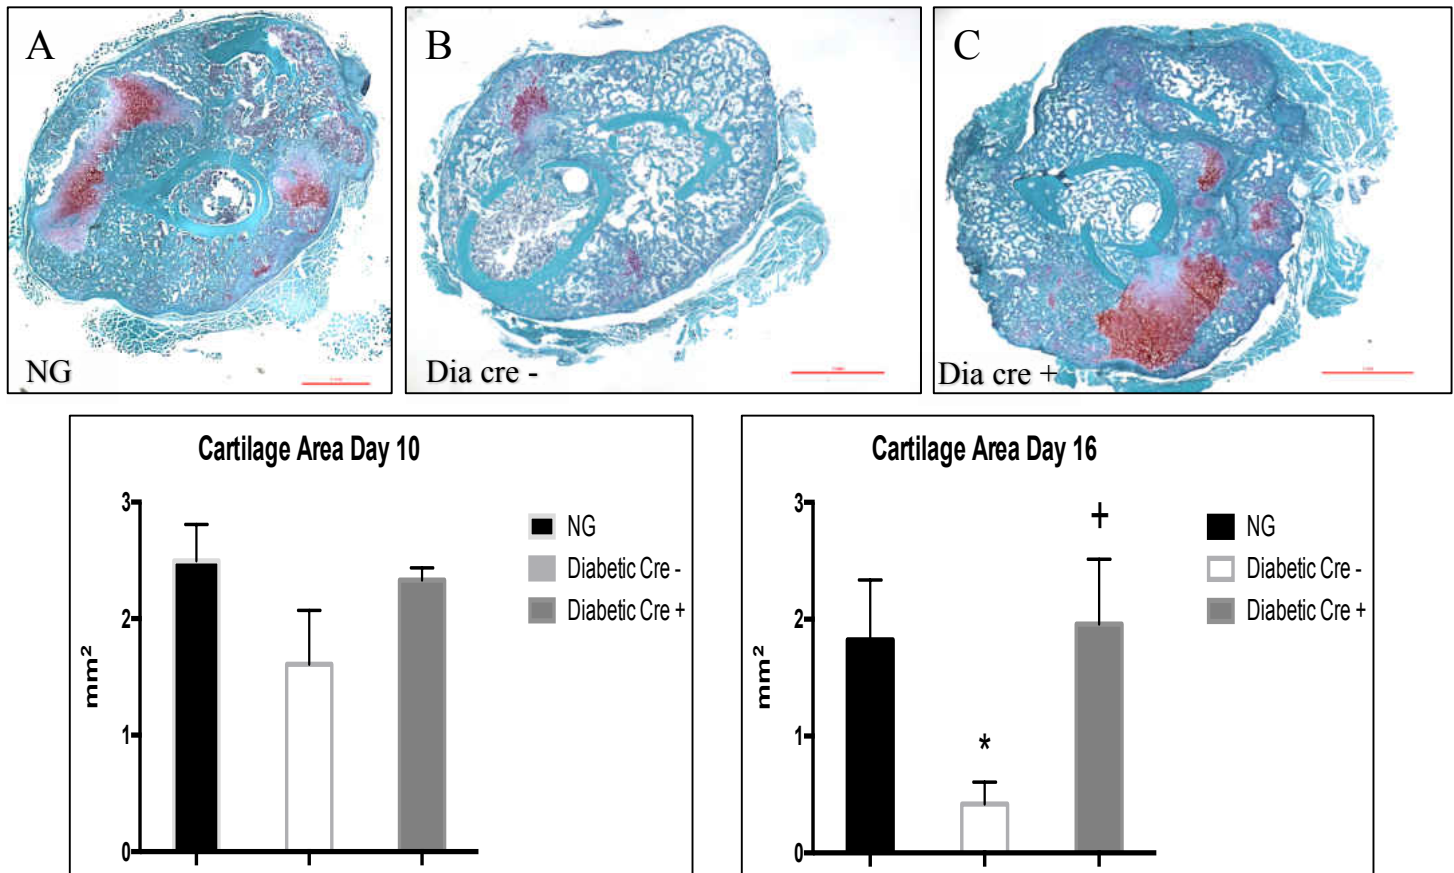 A
B
C
NG
Dia cre -
Dia cre +
Cartilage Area Day 10
3
2
1
0
mm²
NG
Diabetic Cre -
Diabetic Cre +
Cartilage Area Day 16
3
2
1
0
mm²
*
+
NG
Diabetic Cre -
Diabetic Cre +